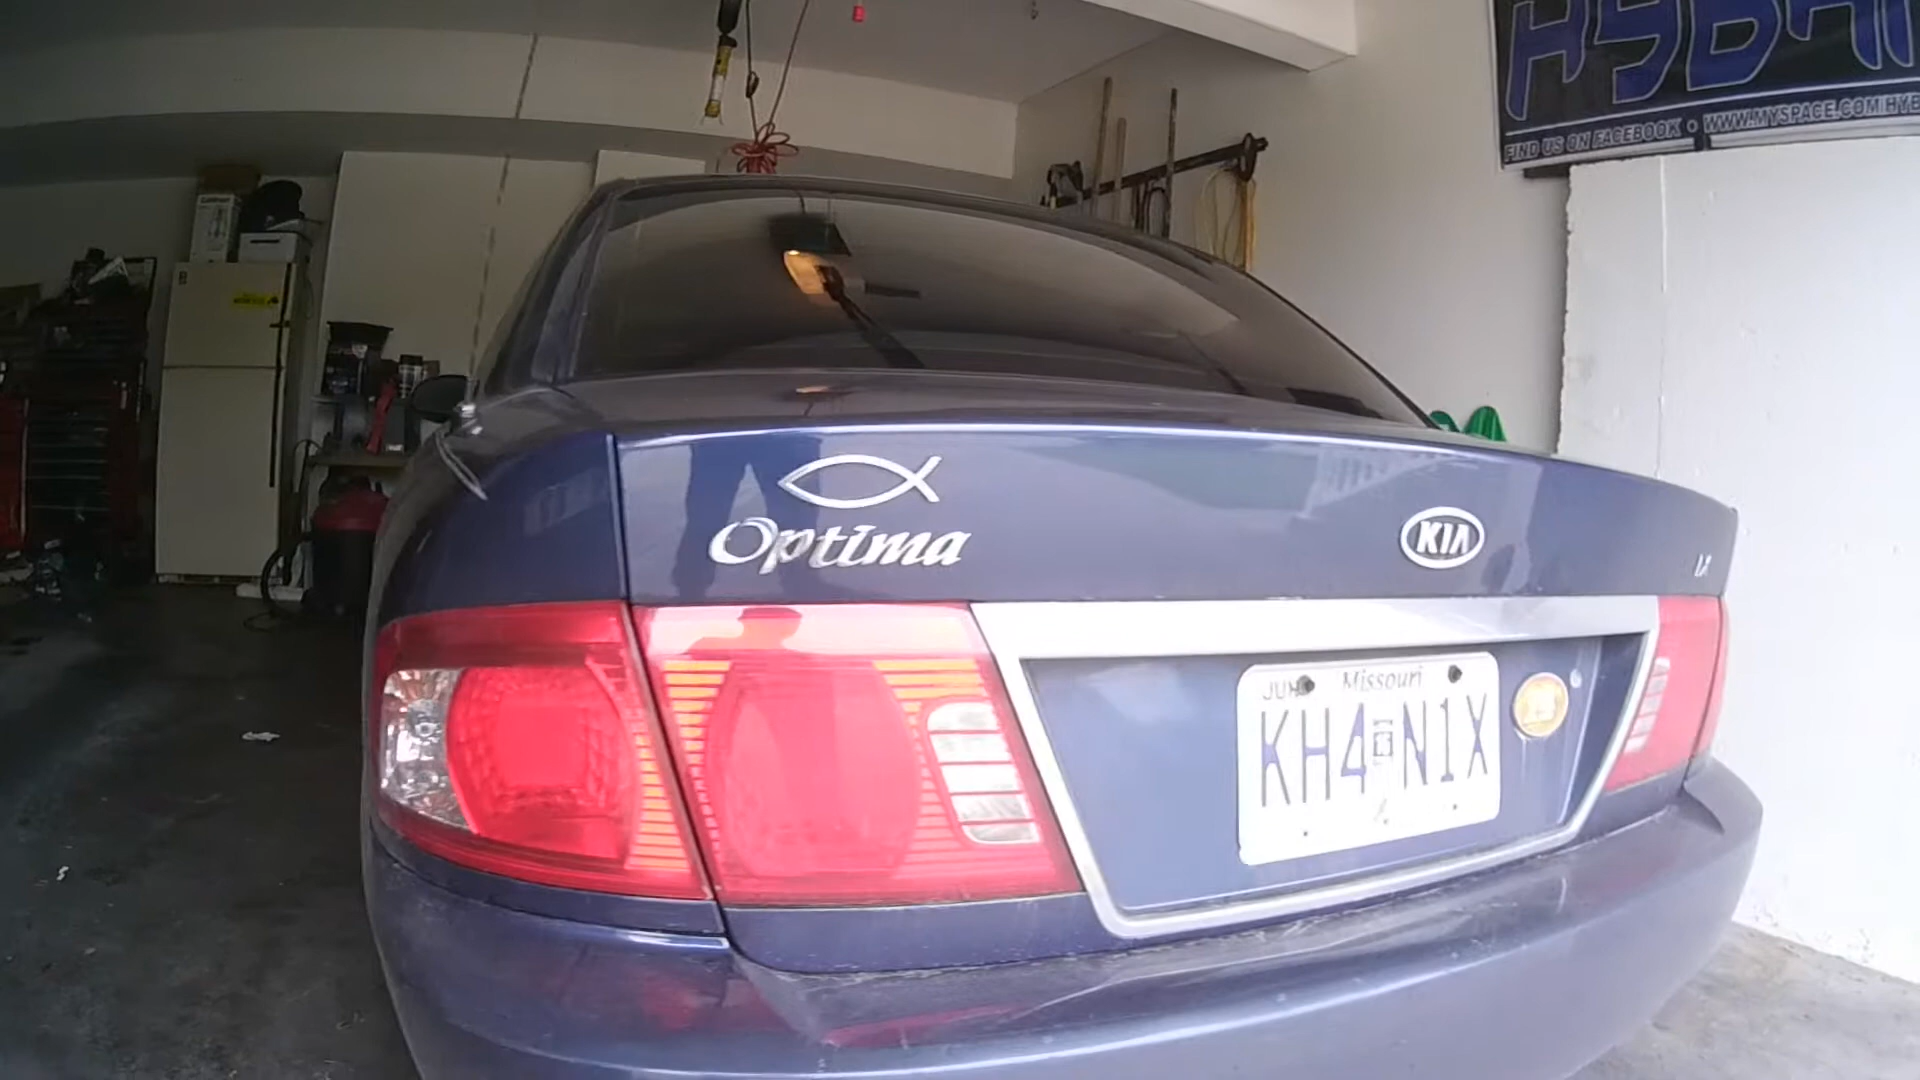 HYBRI
FIND US ON FACEBOOK • WWW.MYSPACE.COM/HYB
Optima
KIA
JUN
Missouri
KH4 N1X